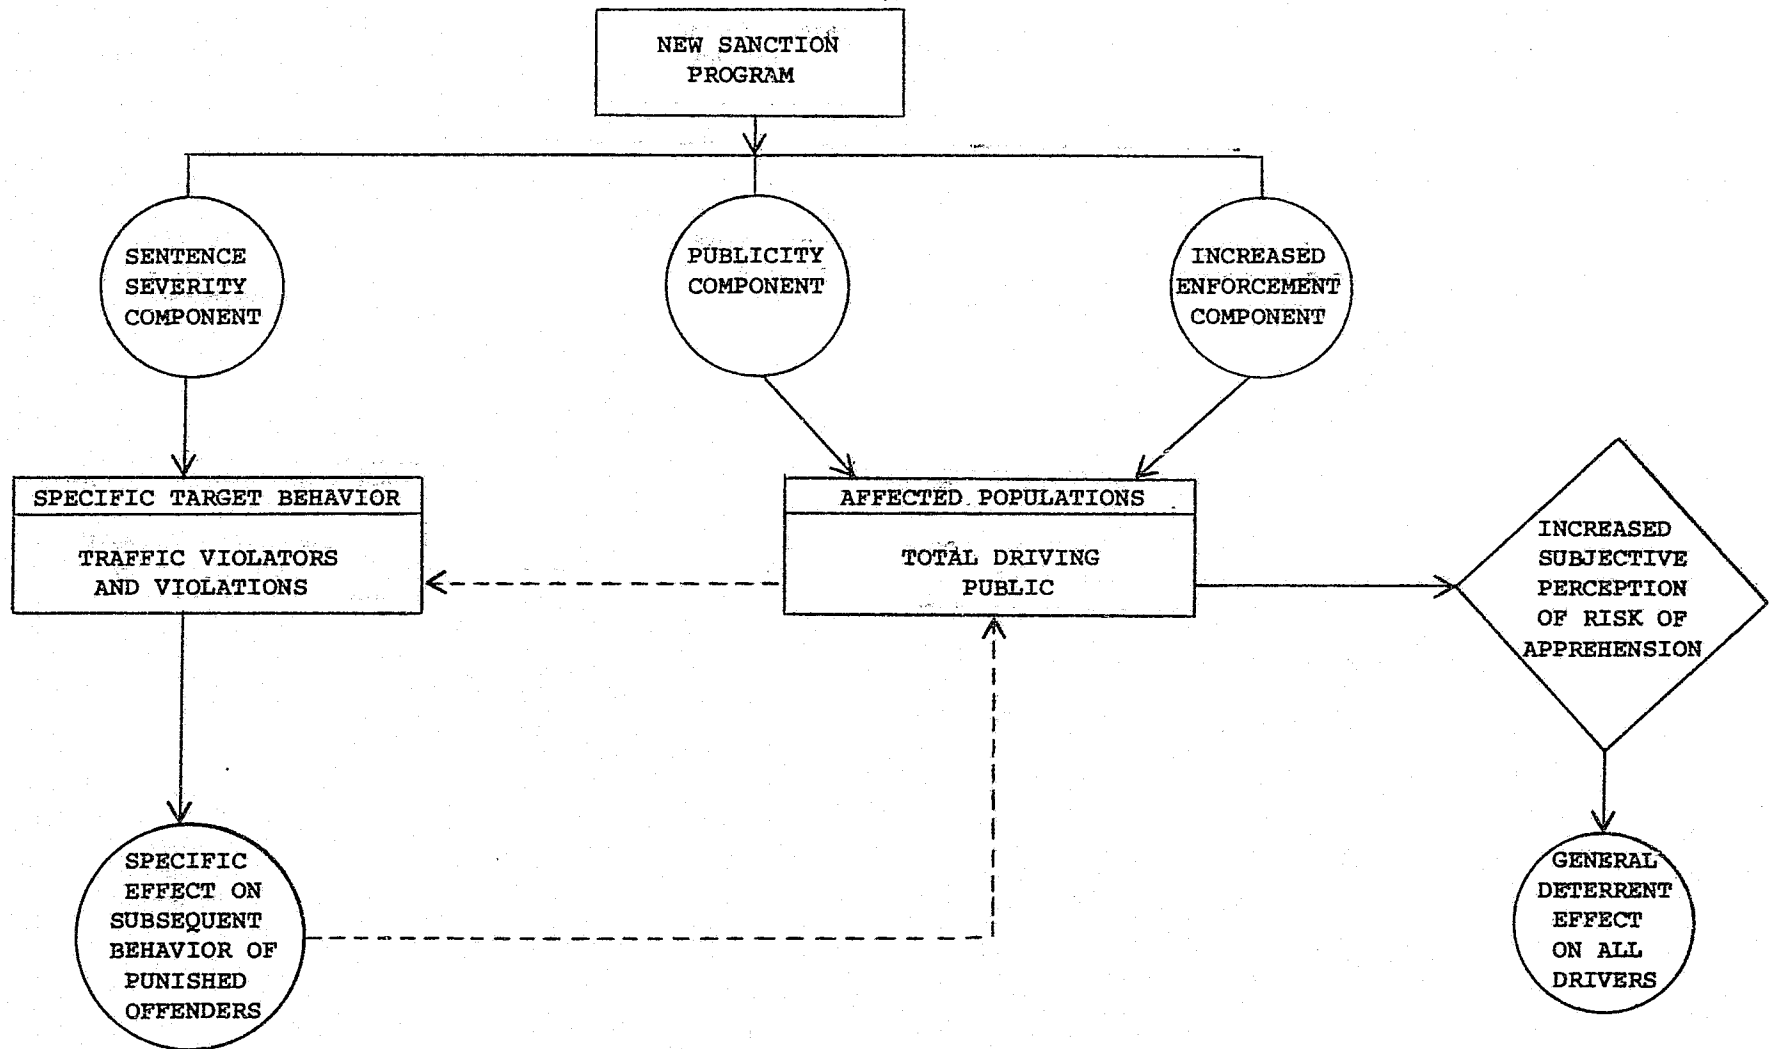 NEW SANCTION
PROGRAM
SENTENCE
SEVERITY
COMPONENT
PUBLICITY
COMPONENT
INCREASED
ENFORCEMENT
COMPONENT
SPECIFIC TARGET BEHAVIOR
TRAFFIC VIOLATORS
AND VIOLATIONS
AFFECTED POPULATIONS
TOTAL DRIVING
PUBLIC
INCREASED
SUBJECTIVE
PERCEPTION
OF RISK OF
APPREHENSION
SPECIFIC
EFFECT ON
SUBSEQUENT
BEHAVIOR OF
PUNISHED
OFFENDERS
GENERAL
DETERRENT
EFFECT
ON ALL
DRIVERS